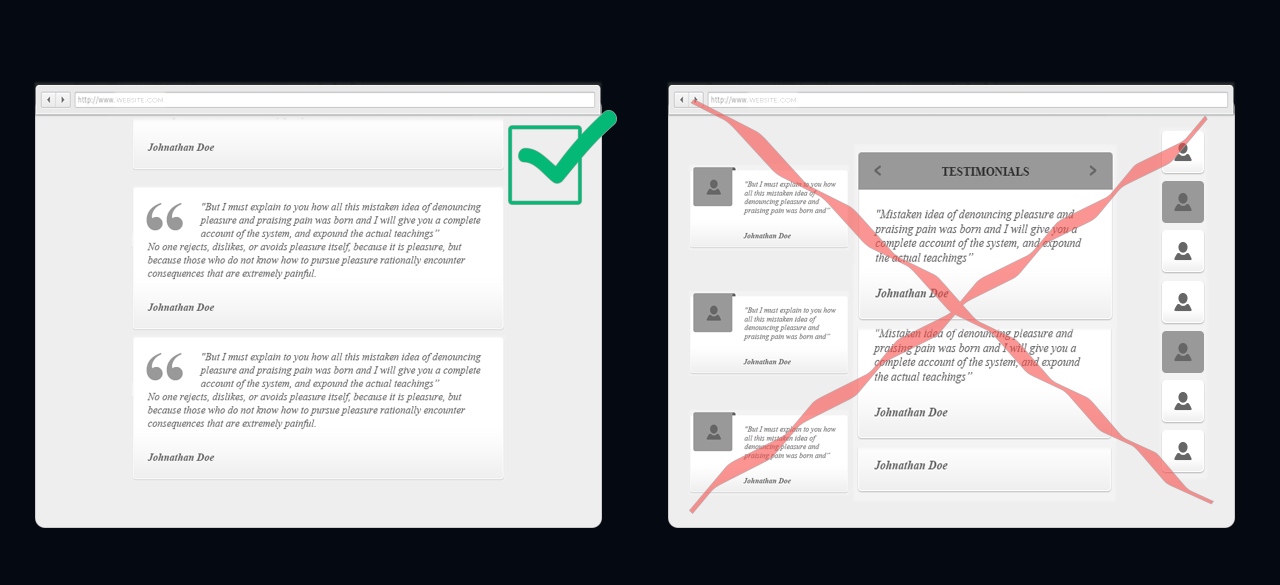 http://www.WEBSITE.COM
Johnathan Doe
"But I must explain to you how all this mistaken idea of denouncing
pleasure and praising pain was born and I will give you a complete
account of the system, and expound the actual teachings"
No one rejects, dislikes, or avoids pleasure itself, because it is pleasure, but
because those who do not know how to pursue pleasure rationally encounter
consequences that are extremely painful.
Johnathan Doe
"But I must explain to you how all this mistaken idea of denouncing
pleasure and praising pain was born and I will give you a complete
account of the system, and expound the actual teachings"
No one rejects, dislikes, or avoids pleasure itself, because it is pleasure, but
because those who do not know how to pursue pleasure rationally encounter
consequences that are extremely painful.
Johnathan Doe
http://www.WEBSITE.COM
"But I must explain to you how
all this mistaken idea of
denouncing pleasure and
praising pain was born and"
Johnathan Doe
"But I must explain to you how
all this mistaken idea of
denouncing pleasure and
praising pain was born and"
Johnathan Doe
"But I must explain to you how
all this mistaken idea of
denouncing pleasure and
praising pain was born and"
Johnathan Doe
TESTIMONIALS
"Mistaken idea of denouncing pleasure and
praising pain was born and I will give you a
complete account of the system, and expound
the actual teachings"
Johnathan Doe
"Mistaken idea of denouncing pleasure and
praising pain was born and I will give you a
complete account of the system, and expound
the actual teachings"
Johnathan Doe
Johnathan Doe